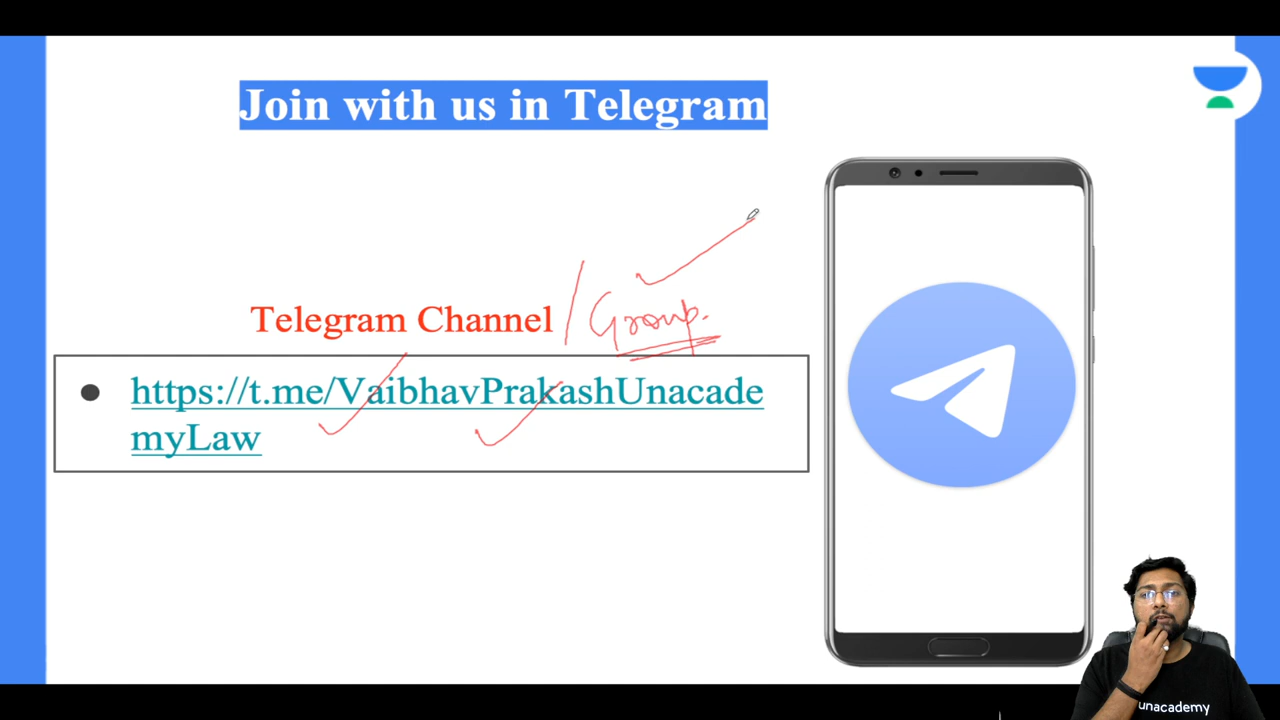 Join with us in Telegram
Telegram Channel / Group.
● https://t.me/VaibhavPrakashUnacade
myLaw
unacademy